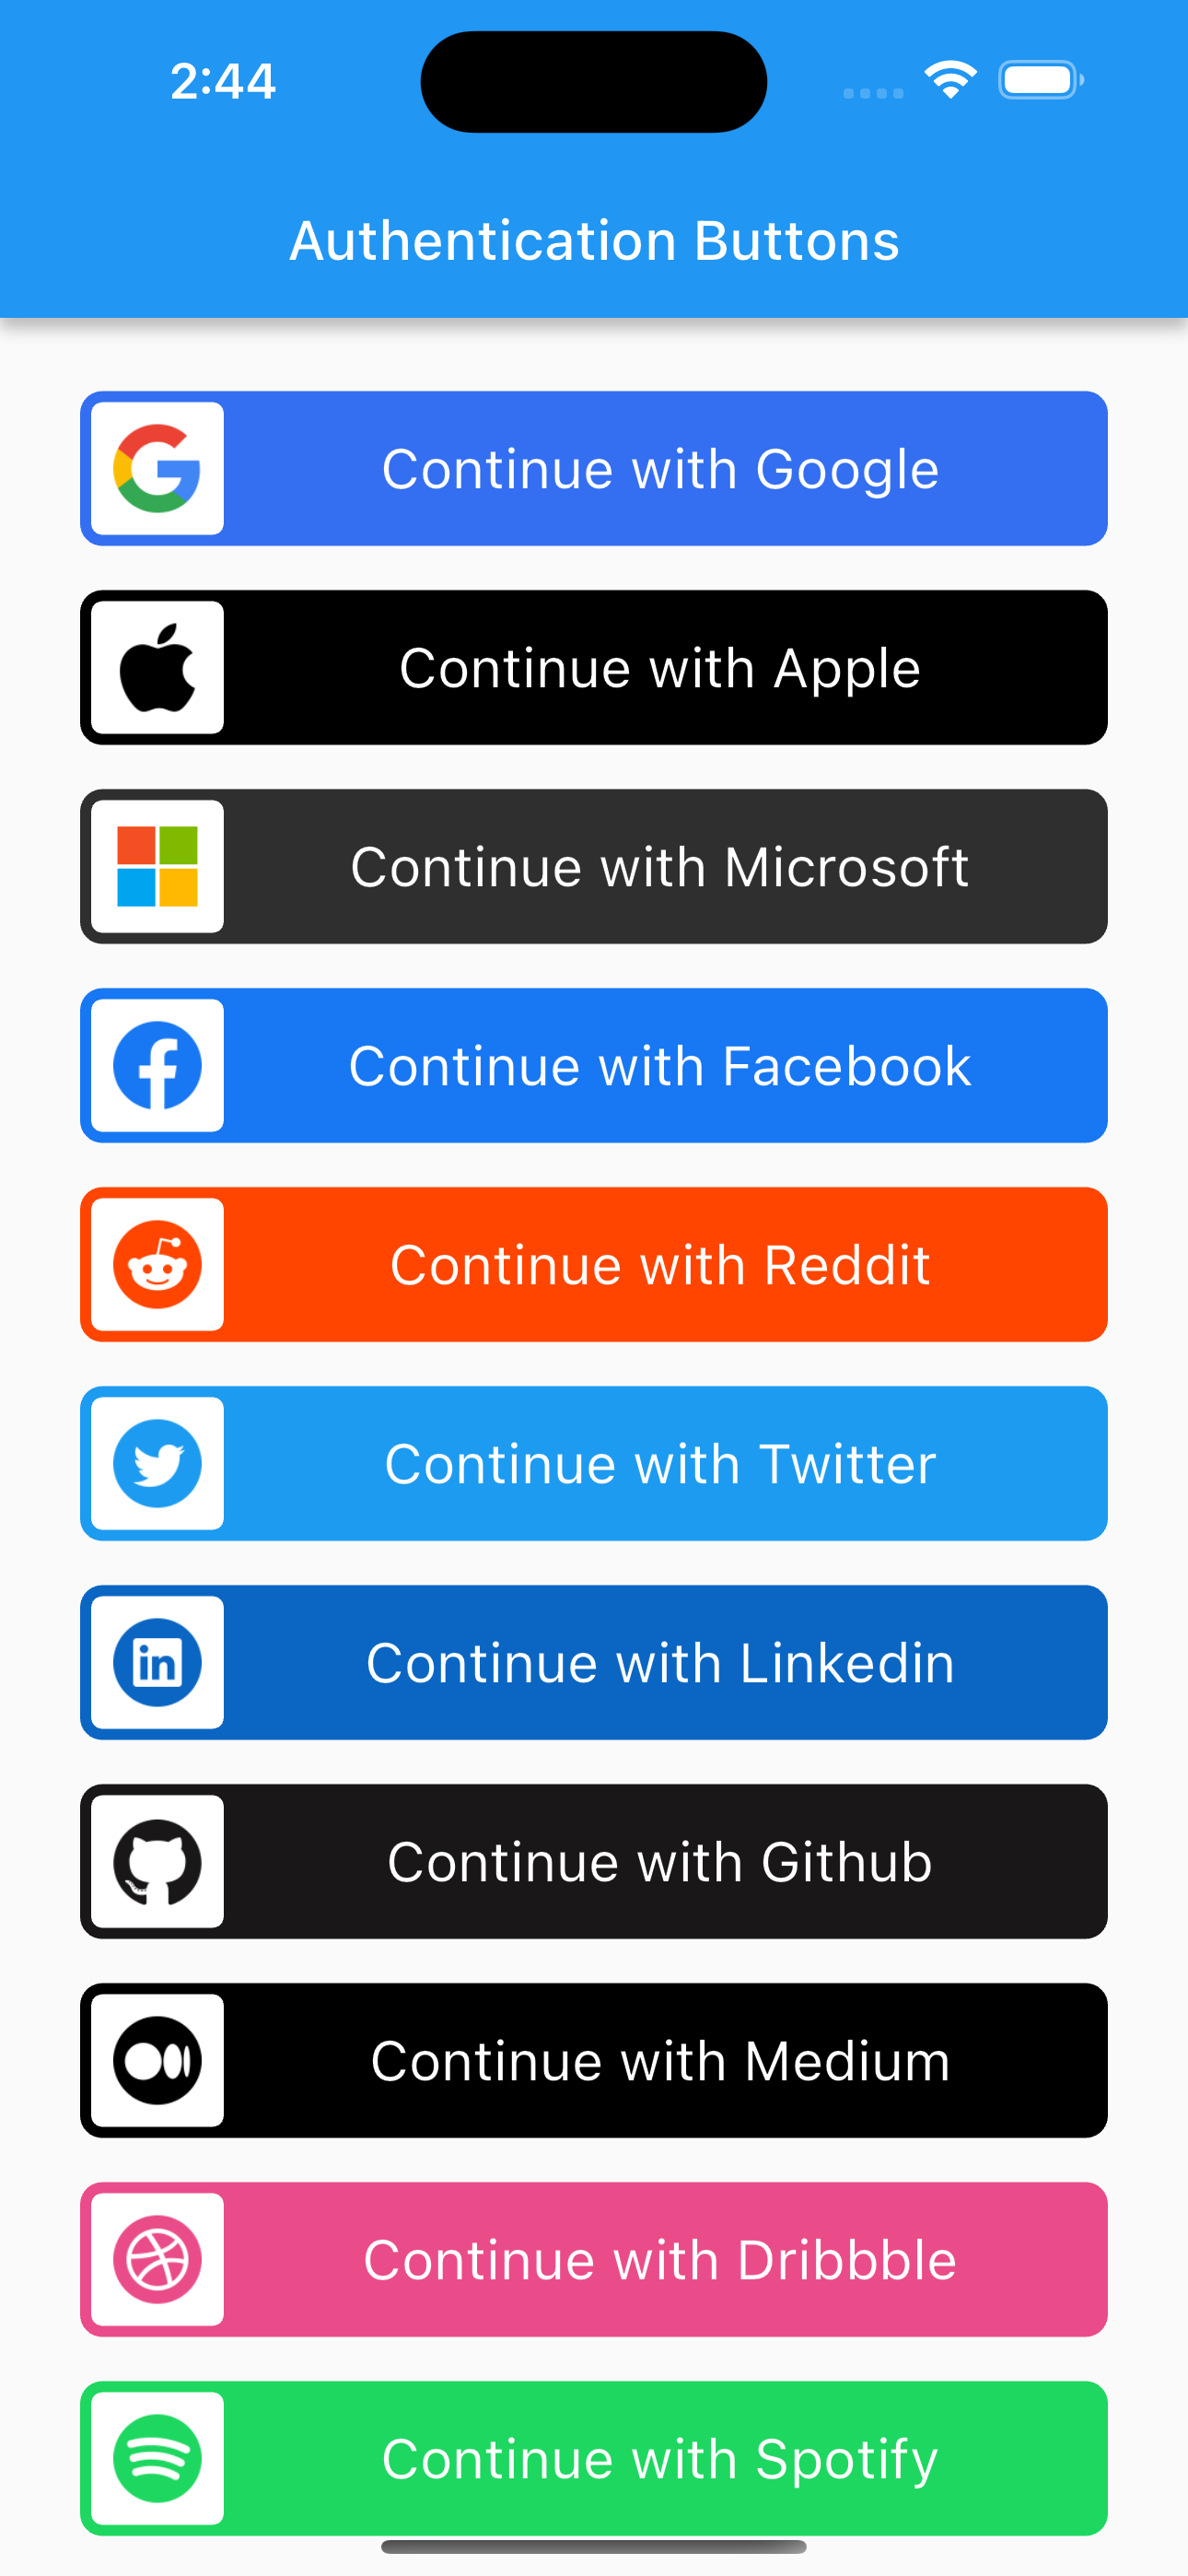 2:44
Authentication Buttons
Continue with Google
Continue with Apple
Continue with Microsoft
Continue with Facebook
Continue with Reddit
Continue with Twitter
in
Continue with Linkedin
Continue with Github
Continue with Medium
Continue with Dribbble
Continue with Spotify